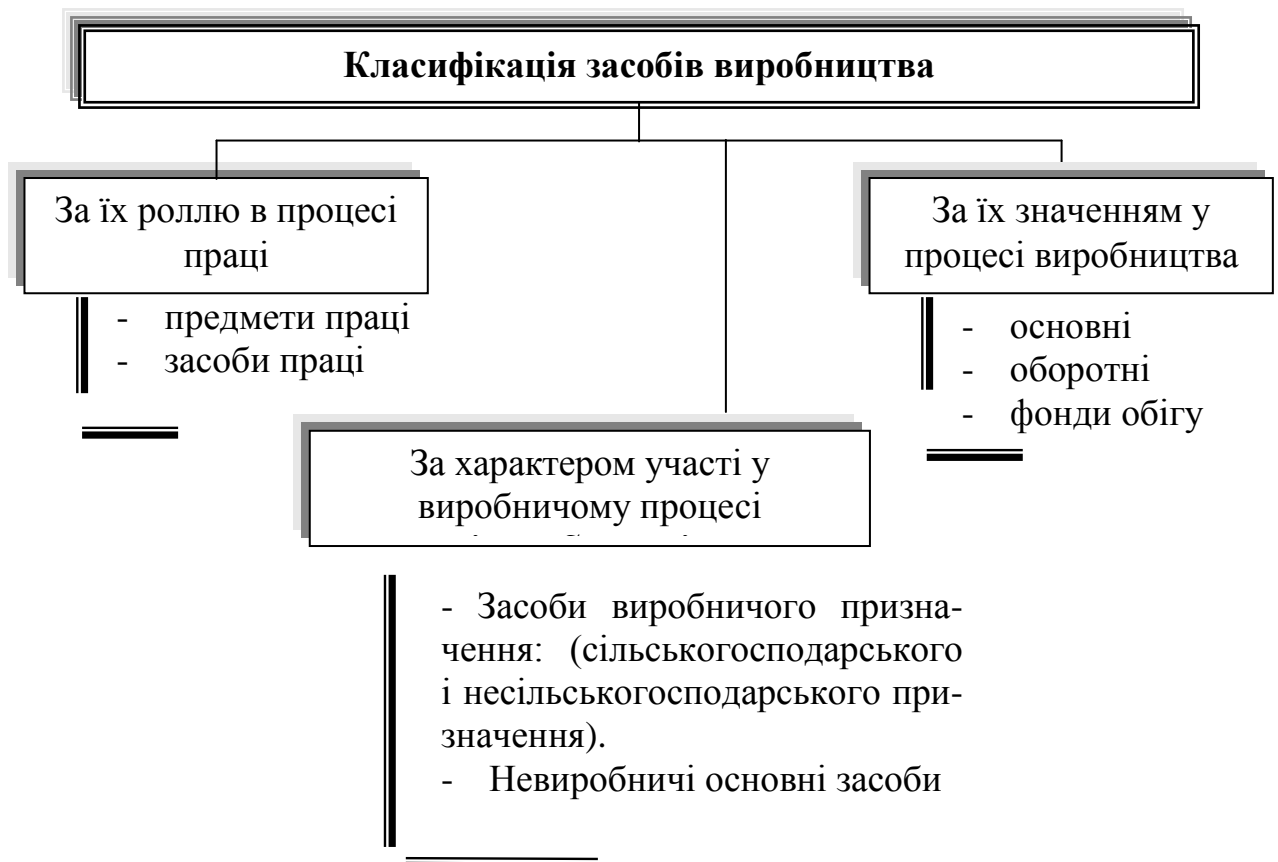 Класифікація засобів виробництва
За їх роллю в процесі
праці
- предмети праці
- засоби праці
За характером участі у
виробничому процесі
- Засоби виробничого призна-
чення: (сільськогосподарського
і несільськогосподарського при-
значення).
- Невиробничі основні засоби
За їх значенням у
процесі виробництва
- основні
- оборотні
- фонди обігу